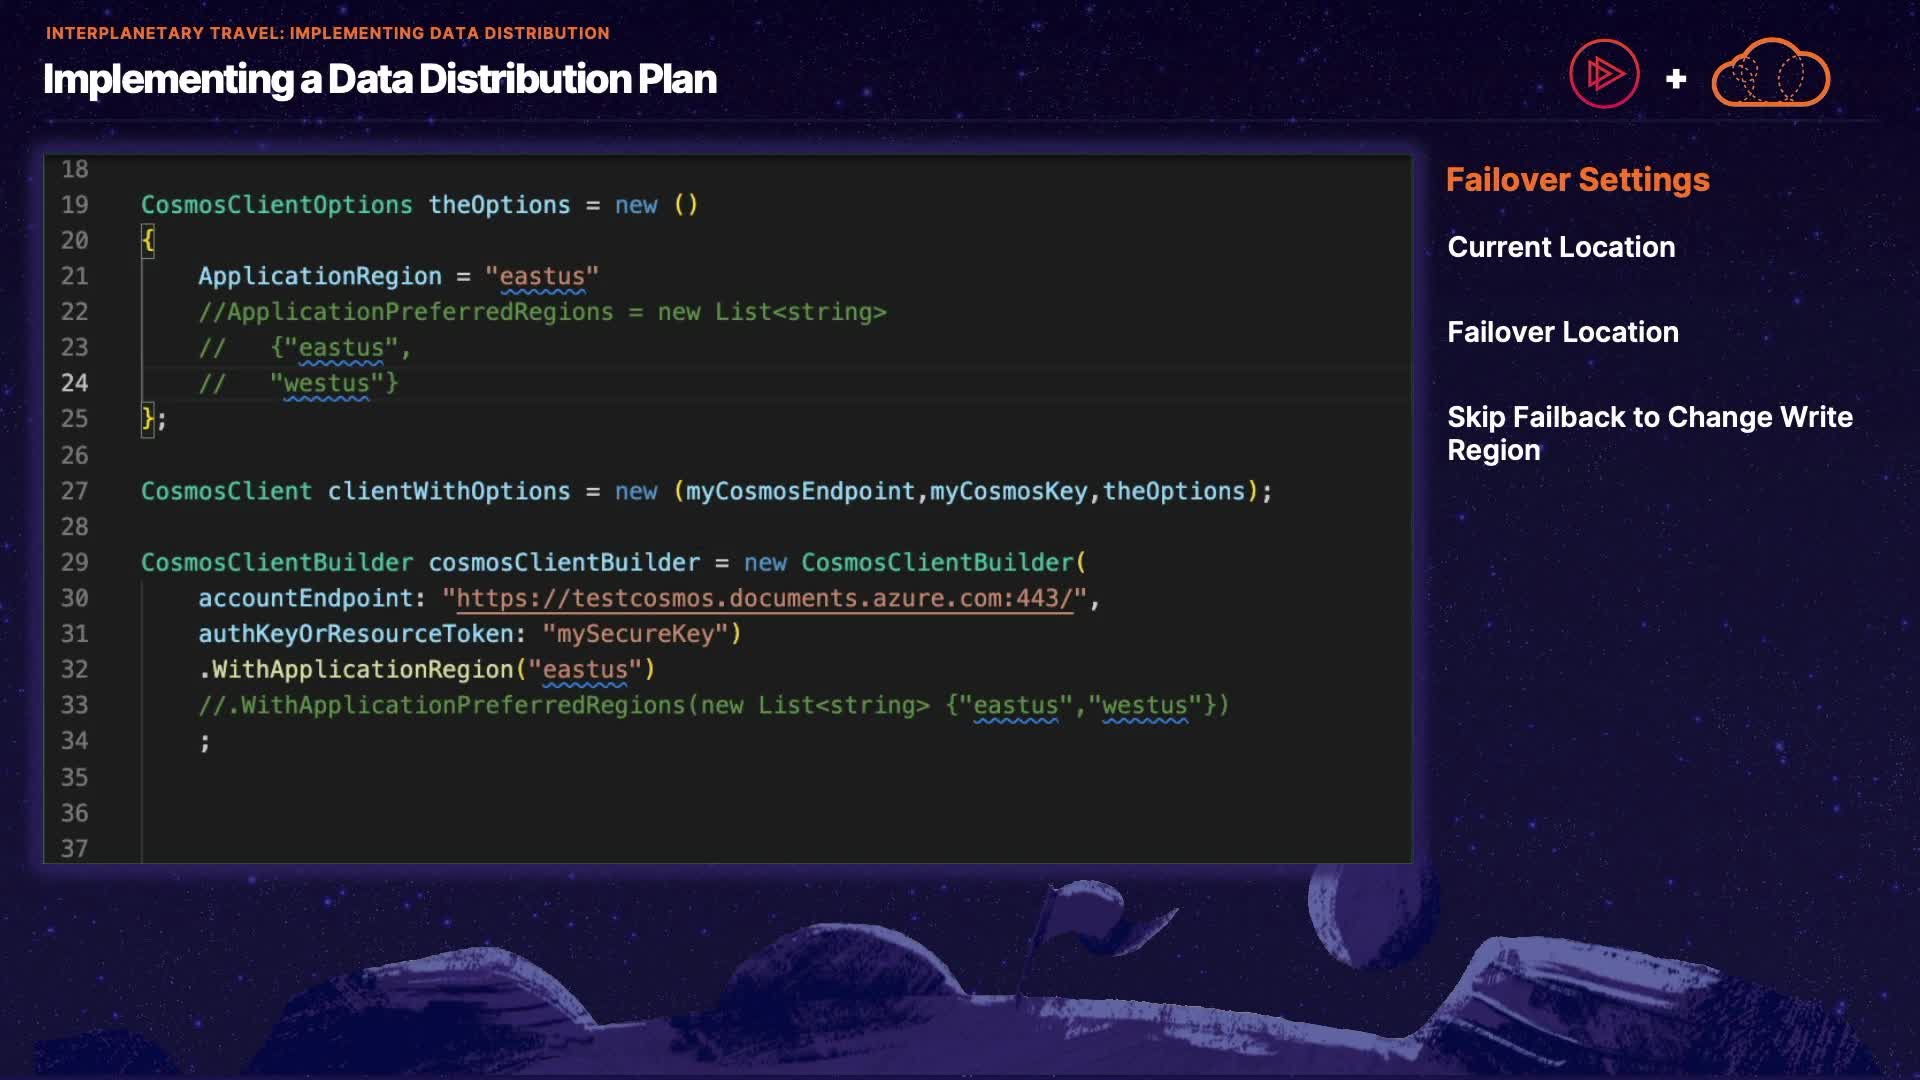 INTERPLANETARY TRAVEL: IMPLEMENTING DATA DISTRIBUTION
Implementing a Data Distribution Plan
+
18
19 CosmosClientOptions theOptions = new ()
20 {
21 ApplicationRegion = "eastus"
22 //ApplicationPreferredRegions = new List<string>
23 // {"eastus",
24 // "westus"}
25 };
26
27 CosmosClient clientWithOptions = new (myCosmosEndpoint,myCosmosKey,theOptions);
28
29 CosmosClientBuilder cosmosClientBuilder = new CosmosClientBuilder(
30 accountEndpoint: "https://testcosmos.documents.azure.com:443/",
31 authKeyOrResourceToken: "mySecureKey")
32 .WithApplicationRegion("eastus")
33 //.WithApplicationPreferredRegions(new List<string> {"eastus","westus"})
34 ;
35
36
37
Failover Settings
Current Location
Failover Location
Skip Failback to Change Write
Region